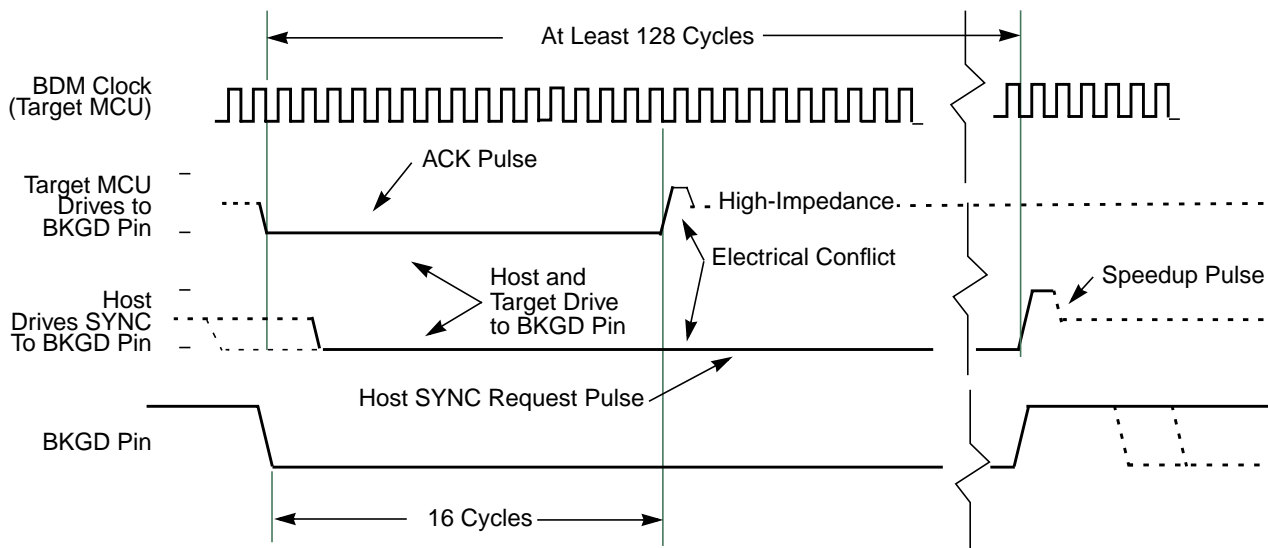 At Least 128 Cycles
BDM Clock
(Target MCU)
ACK Pulse
Target MCU
Drives to
BKGD Pin
High-Impedance
Electrical Conflict
Host and
Target Drive
to BKGD Pin
Speedup Pulse
Host
Drives SYNC
To BKGD Pin
Host SYNC Request Pulse
BKGD Pin
16 Cycles